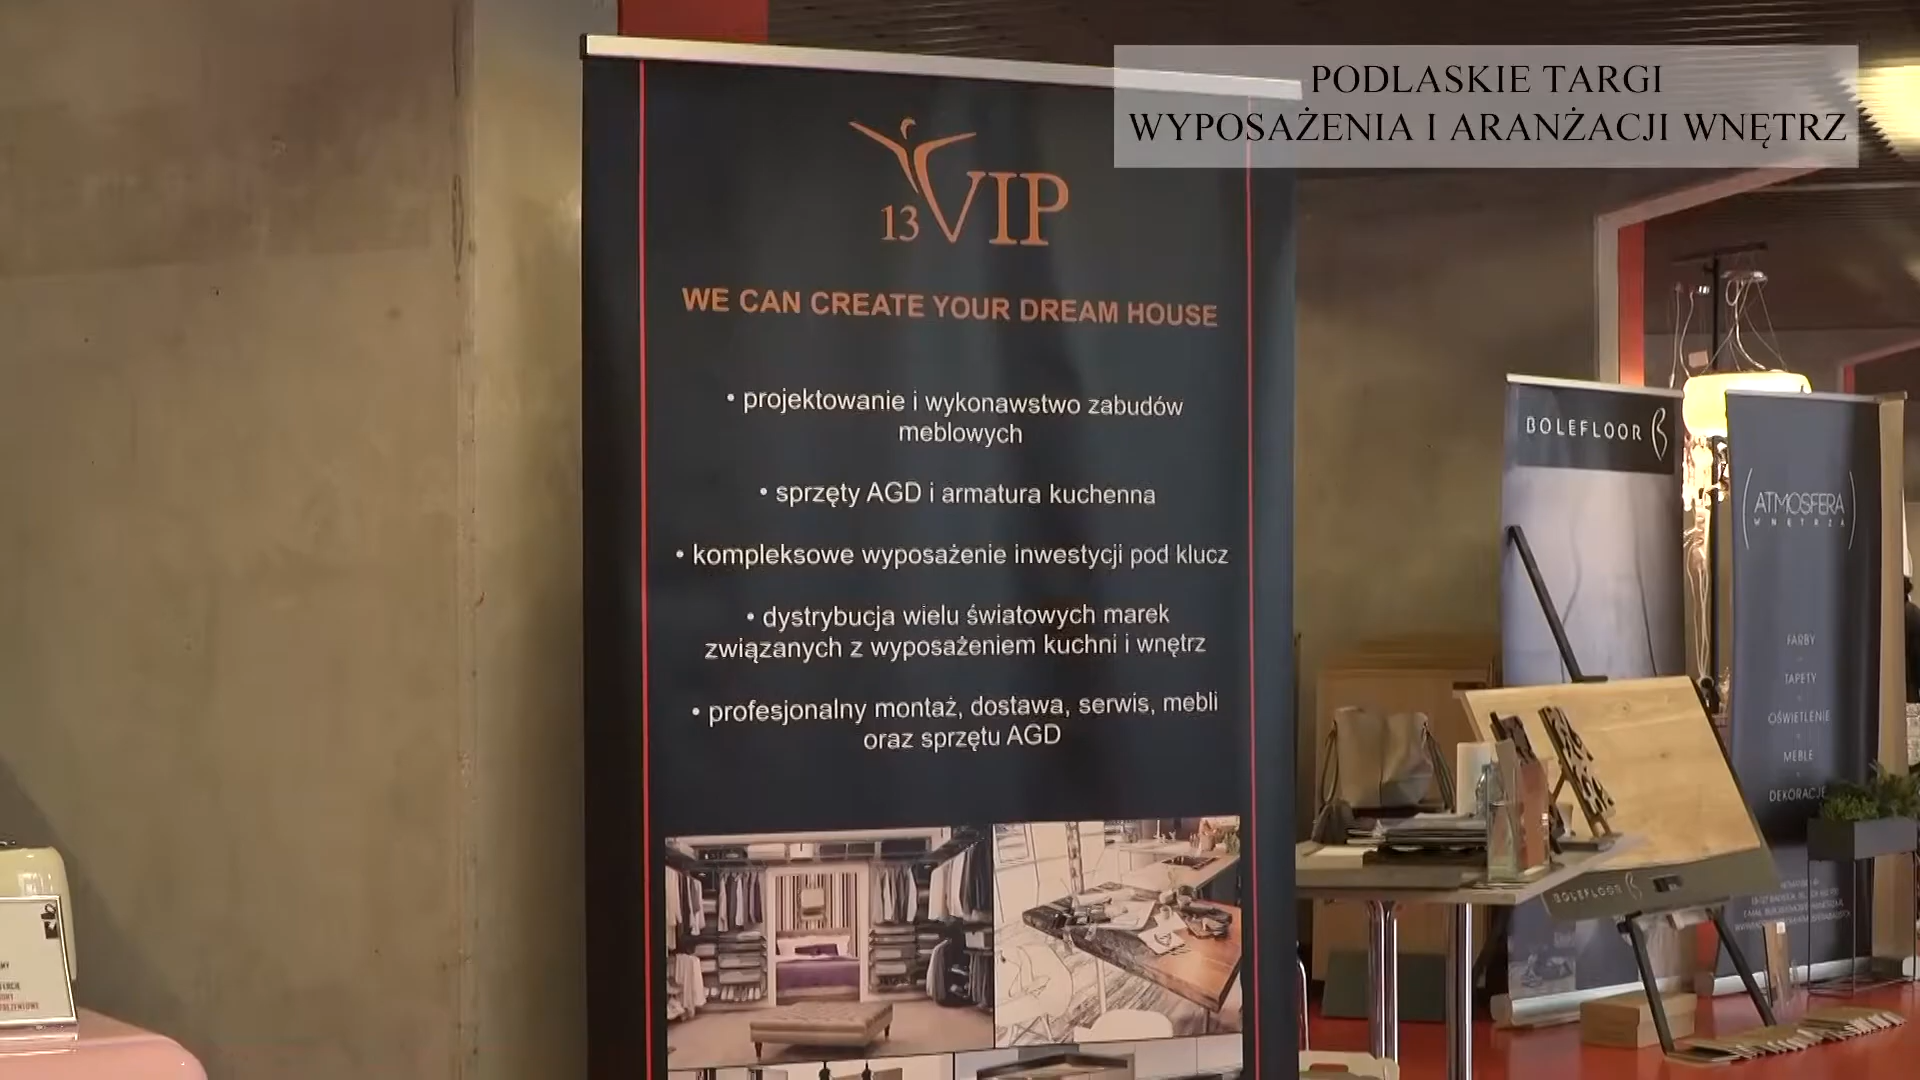 PODLASKIE TARGI
WYPOSAŻENIA I ARANŻACJI WNĘTRZ
13 VIP
WE CAN CREATE YOUR DREAM HOUSE
• projektowanie i wykonawstwo zabudów
meblowych
• sprzęty AGD i armatura kuchenna
• kompleksowe wyposażenie inwestycji pod klucz
• dystrybucja wielu światowych marek
związanych z wyposażeniem kuchni i wnętrz
• profesjonalny montaż, dostawa, serwis, mebli
oraz sprzętu AGD
BOLEFLOOR
ATMOSFERA
WNĘTRZA
FARBY
TAPETY
OŚWIETLENIE
MEBLE
DEKORACJE
BOLEFLOOR